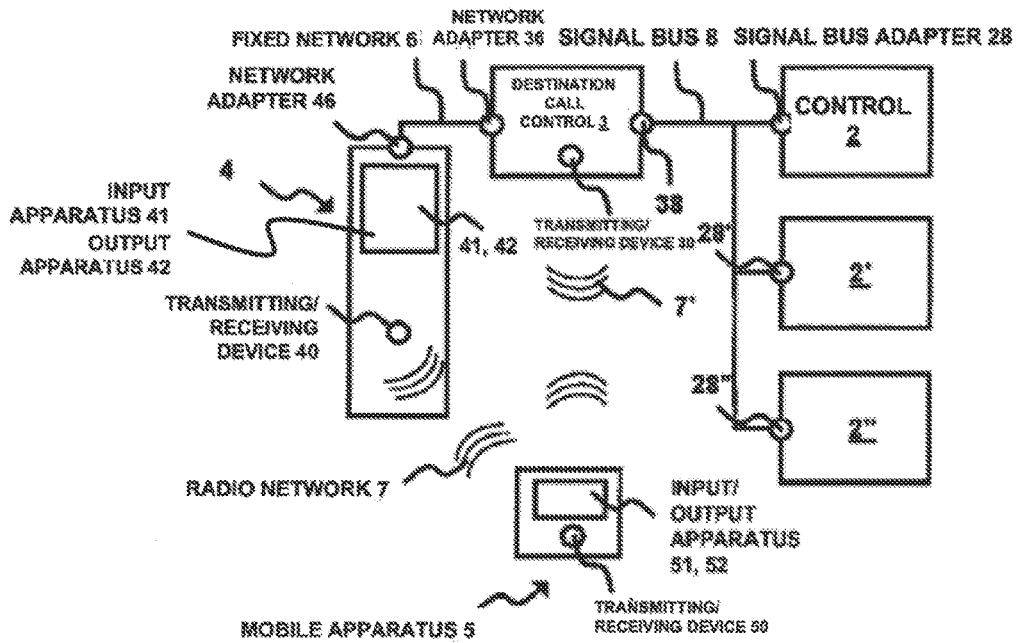 FIXED NETWORK 6
NETWORK
ADAPTER 36
SIGNAL BUS 8
SIGNAL BUS ADAPTER 28
NETWORK
ADAPTER 46
DESTINATION
CALL
CONTROL 3
CONTROL
2
4
INPUT
APPARATUS 41
OUTPUT
APPARATUS 42
41, 42
38
TRANSMITTING/
RECEIVING DEVICE 30
28'
2'
7'
TRANSMITTING/
RECEIVING
DEVICE 40
28"
2"
RADIO NETWORK 7
INPUT/
OUTPUT
APPARATUS
51, 52
MOBILE APPARATUS 5
TRANSMITTING/
RECEIVING DEVICE 50